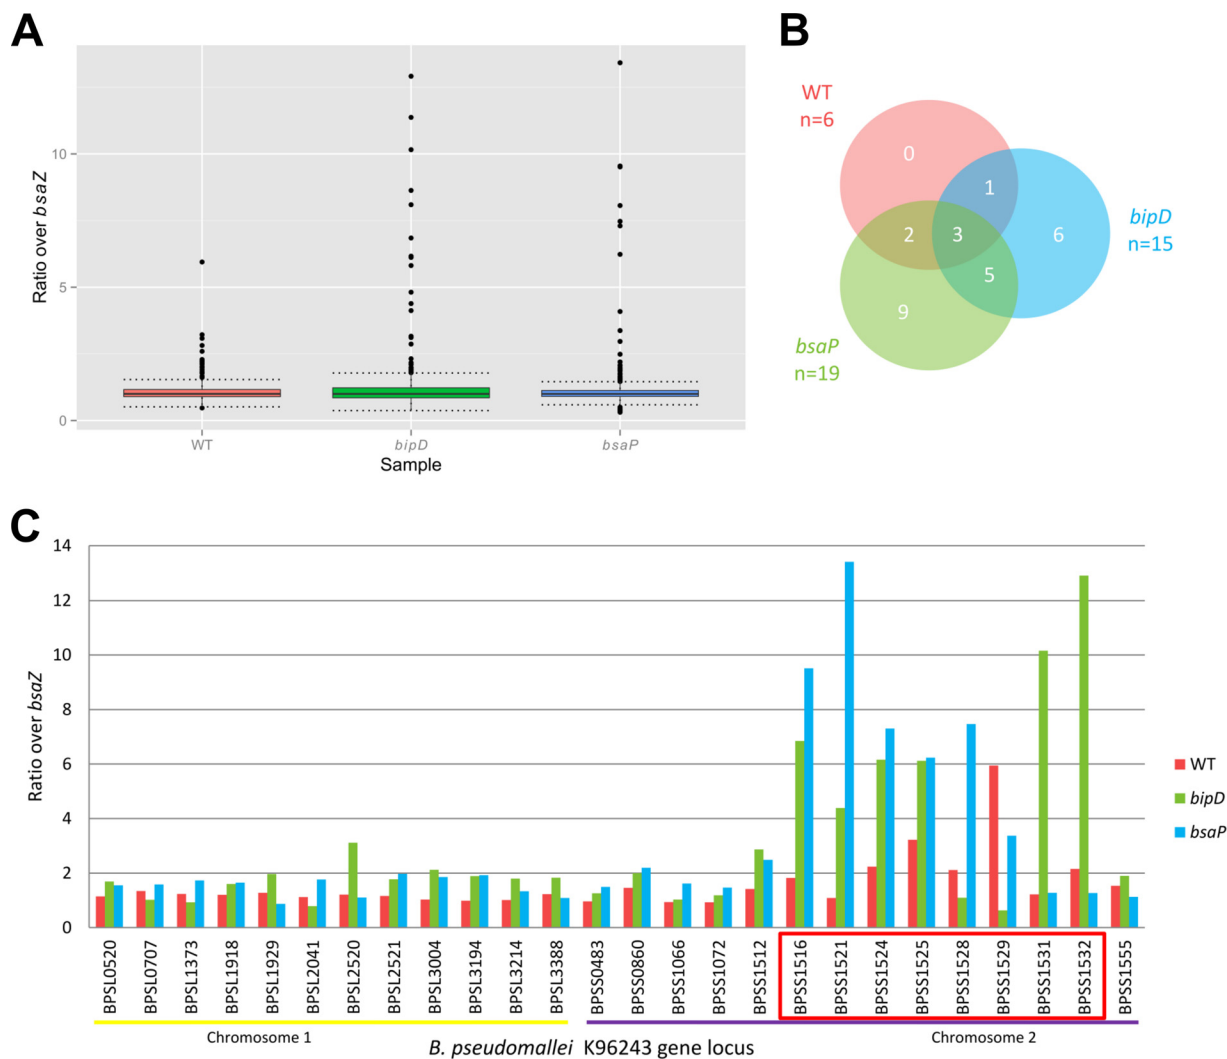 A
Ratio over bsaZ
10
5
0
WT
bipD
bsaP
Sample
B
WT
n=6
0
1
bipD
n=15
2
3
6
5
9
bsaP
n=19
C
Ratio over bsaZ
14
12
10
8
6
4
2
0
WT
bipD
bsaP
BPSL0520
BPSL0707
BPSL1373
BPSL1918
BPSL1929
BPSL2041
BPSL2520
BPSL2521
BPSL3004
BPSL3194
BPSL3214
BPSL3388
BPSS0483
BPSS0860
BPSS1066
BPSS1072
BPSS1512
BPSS1516
BPSS1521
BPSS1524
BPSS1525
BPSS1528
BPSS1529
BPSS1531
BPSS1532
BPSS1555
Chromosome 1
Chromosome 2
B. pseudomallei K96243 gene locus